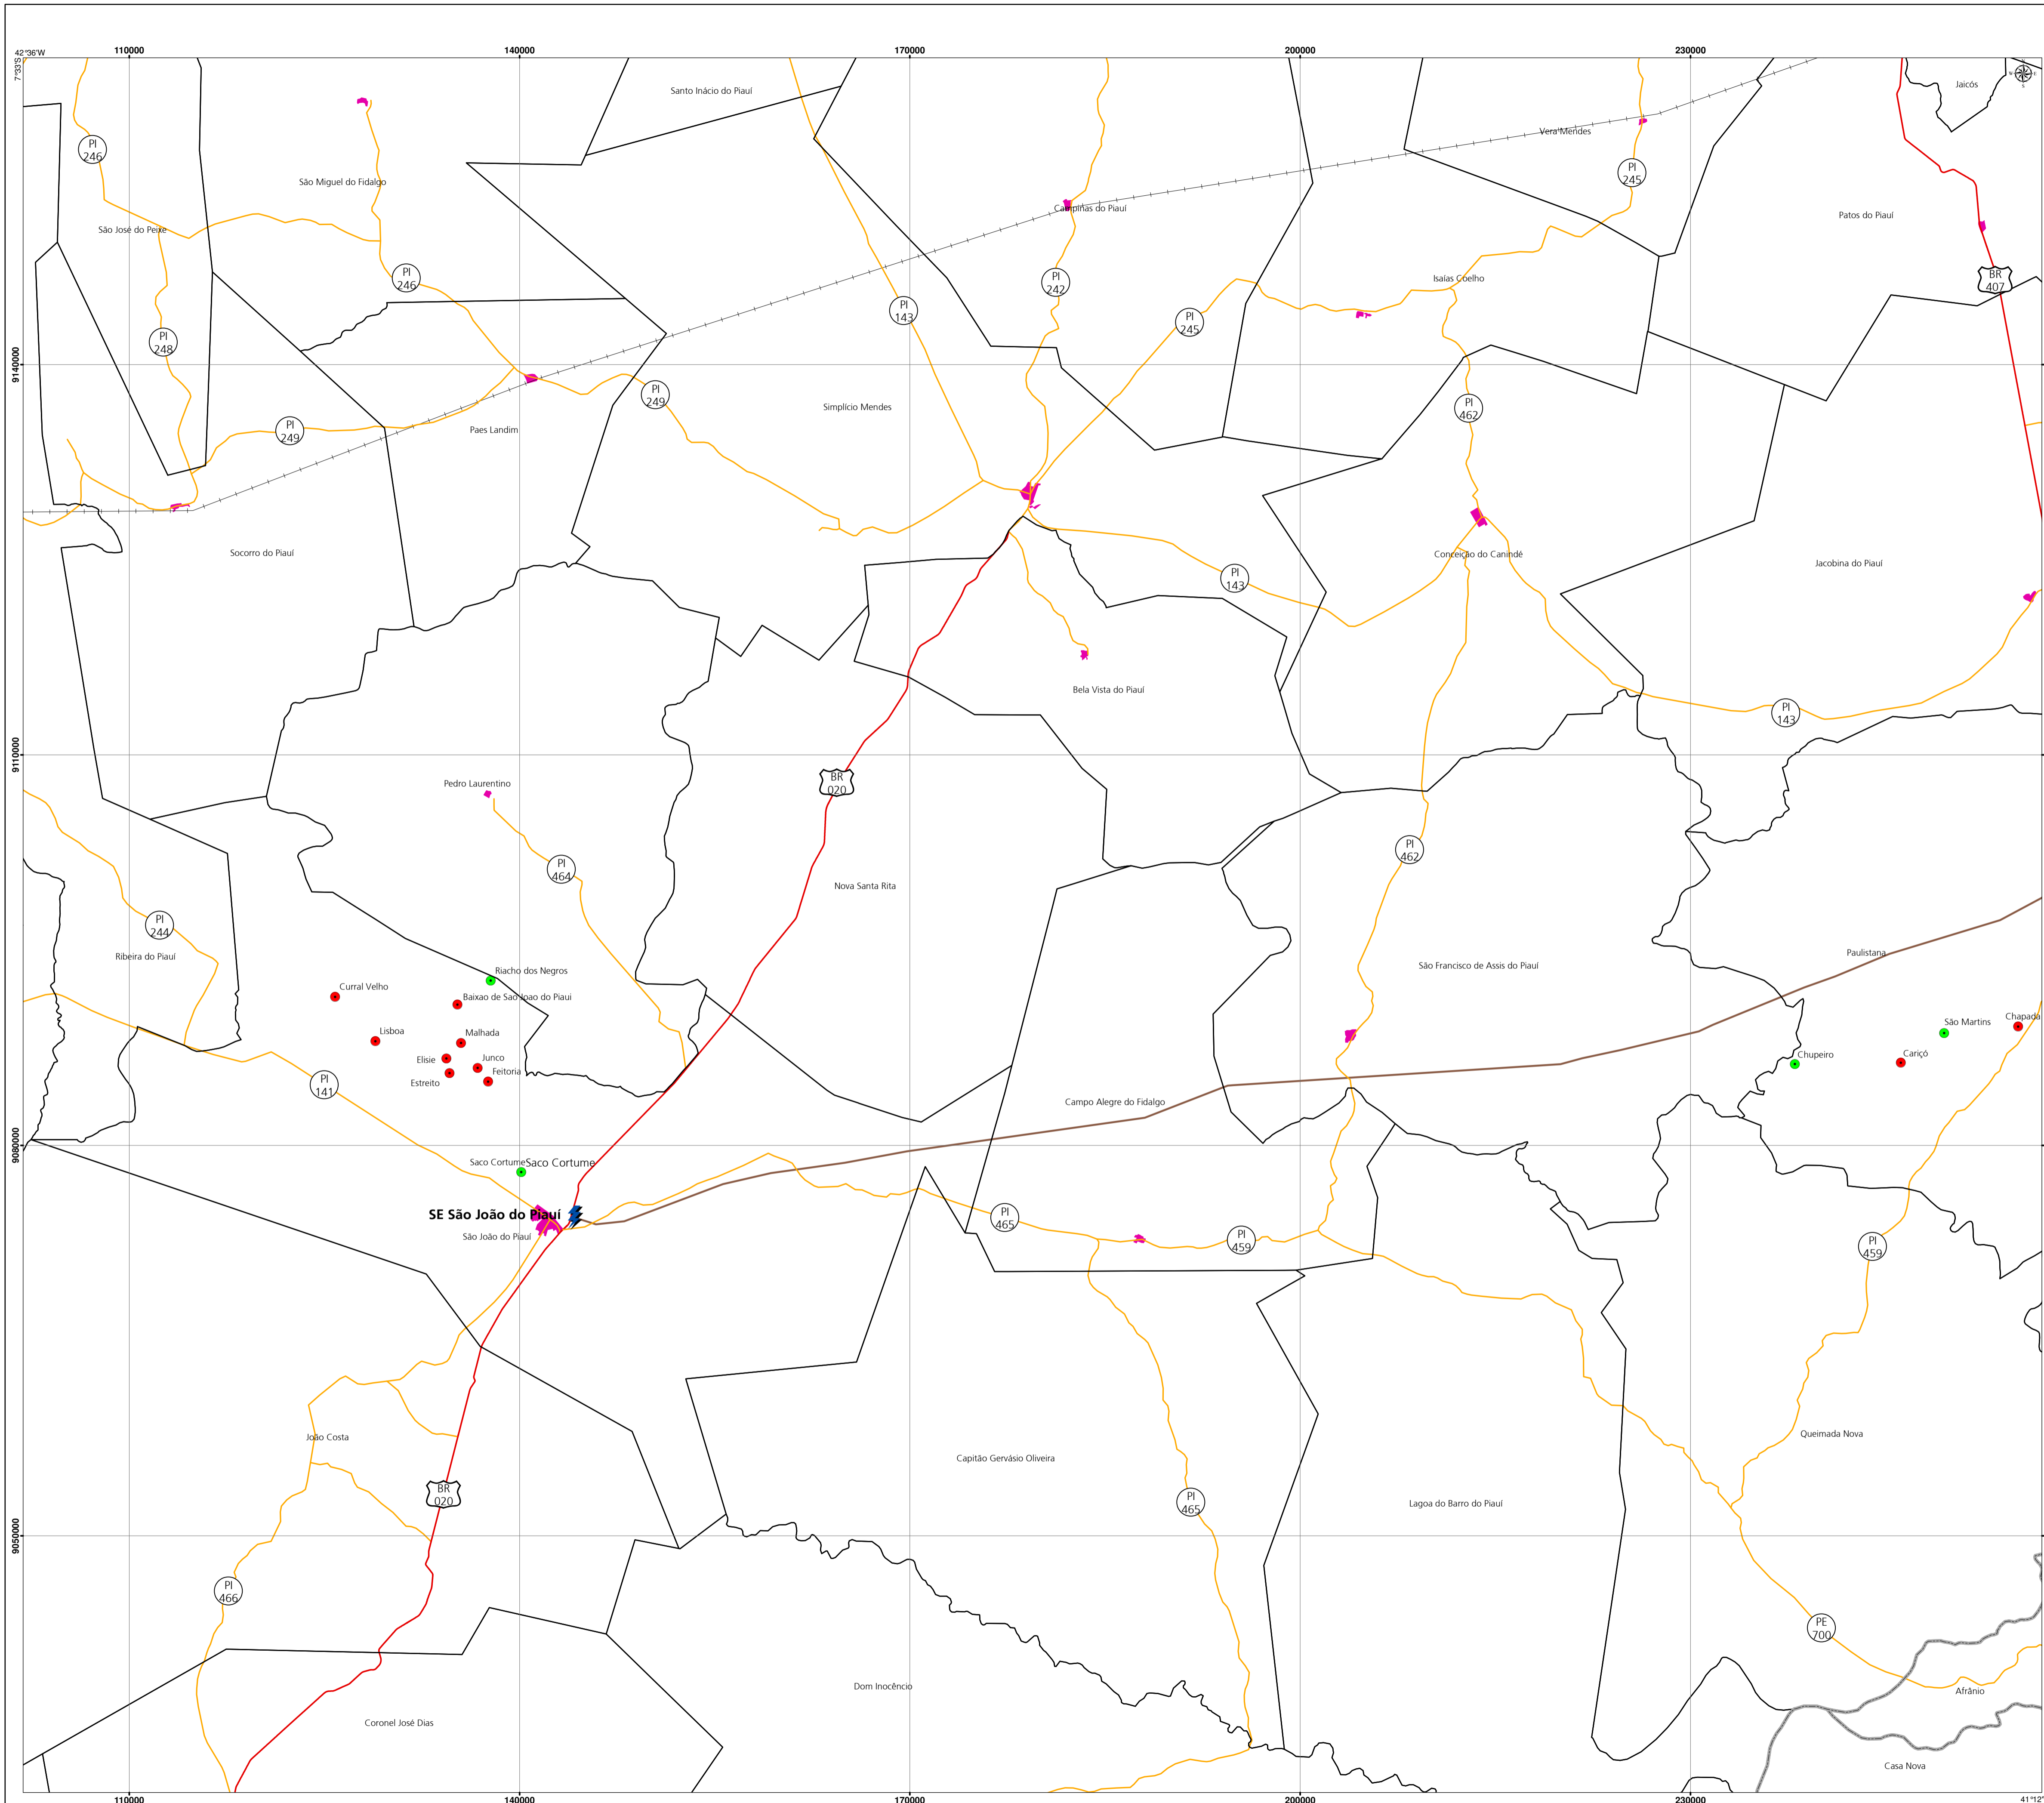 42°36'W
7°33'S
110000
140000
170000
200000
230000
Santo Inácio do Piauí
Jaicós
N
W
E
S
Vera Mendes
PI
246
São Miguel do Fidalgo
PI
245
Campinas do Piauí
Patos do Piauí
São José do Peixe
PI
246
PI
242
Isaías Coelho
BR
407
PI
143
PI
245
PI
248
9140000
PI
249
Simplício Mendes
PI
462
PI
249
Paes Landim
Socorro do Piauí
Conceição do Canindé
Jacobina do Piauí
PI
143
Bela Vista do Piauí
PI
143
9110000
Pedro Laurentino
BR
020
PI
464
PI
462
Nova Santa Rita
PI
244
Ribeira do Piauí
Paulistana
São Francisco de Assis do Piauí
Riacho dos Negros
Curral Velho
Baixao de Sao Joao do Piaui
Chapada
São Martins
Lisboa
Malhada
Elisie
Junco
Chupeiro
Cariçó
Feitoria
Estreito
PI
141
Campo Alegre do Fidalgo
9080000
Saco Cortume
Saco Cortume
SE São João do Piauí
São João do Piauí
PI
465
PI
459
PI
459
João Costa
Queimada Nova
Capitão Gervásio Oliveira
BR
020
PI
465
Lagoa do Barro do Piauí
9050000
PI
466
PE
700
Dom Inocêncio
Afrânio
Coronel José Dias
Casa Nova
110000
140000
170000
200000
230000